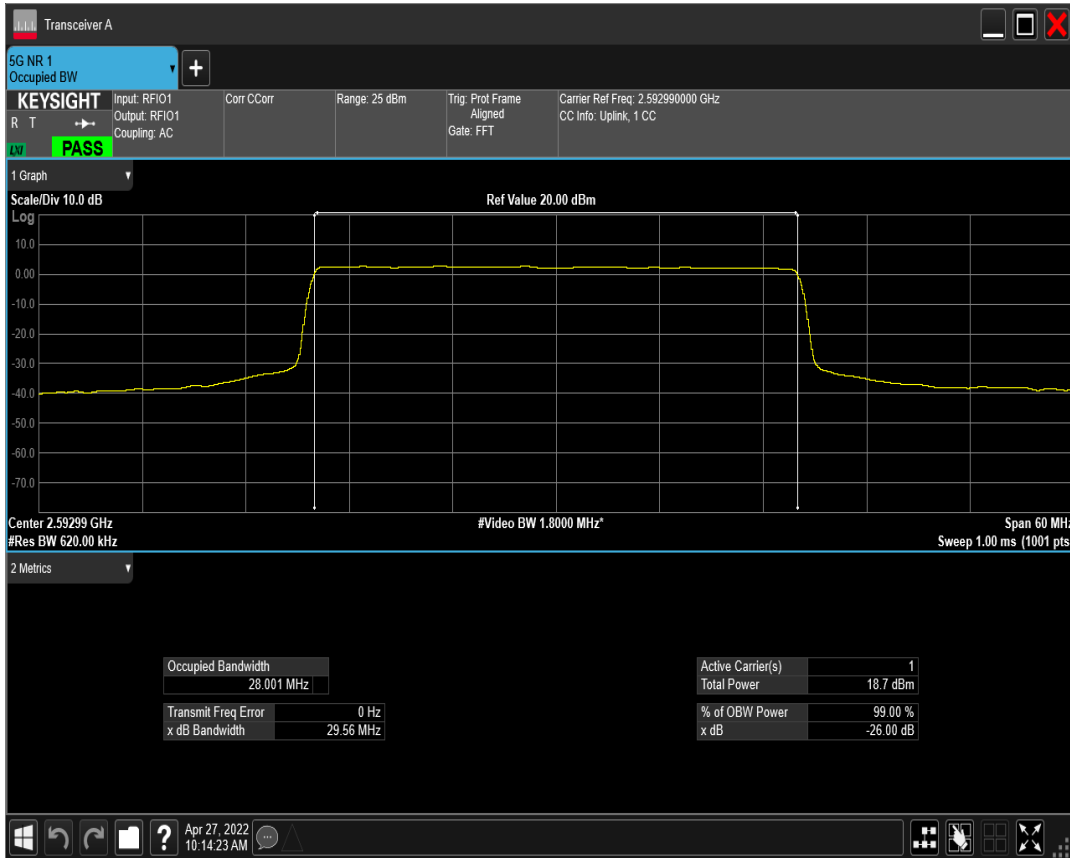 Transceiver A
5G NR 1
Occupied BW
KEYSIGHT
R T
LXI
PASS
Input: RFIO1
Output: RFIO1
Coupling: AC
Corr CCorr
Range: 25 dBm
Trig: Prot Frame
Aligned
Gate: FFT
Carrier Ref Freq: 2.592990000 GHz
CC Info: Uplink, 1 CC
1 Graph
Scale/Div 10.0 dB
Ref Value 20.00 dBm
Log
10.0
0.00
-10.0
-20.0
-30.0
-40.0
-50.0
-60.0
-70.0
Center 2.59299 GHz
#Video BW 1.8000 MHz*
Span 60 MHz
#Res BW 620.00 kHz
Sweep 1.00 ms (1001 pts
2 Metrics
Occupied Bandwidth
28.001 MHz
Transmit Freq Error 0 Hz
x dB Bandwidth 29.56 MHz
Active Carrier(s) 1
Total Power 18.7 dBm
% of OBW Power 99.00 %
x dB -26.00 dB
?
Apr 27, 2022
10:14:23 AM